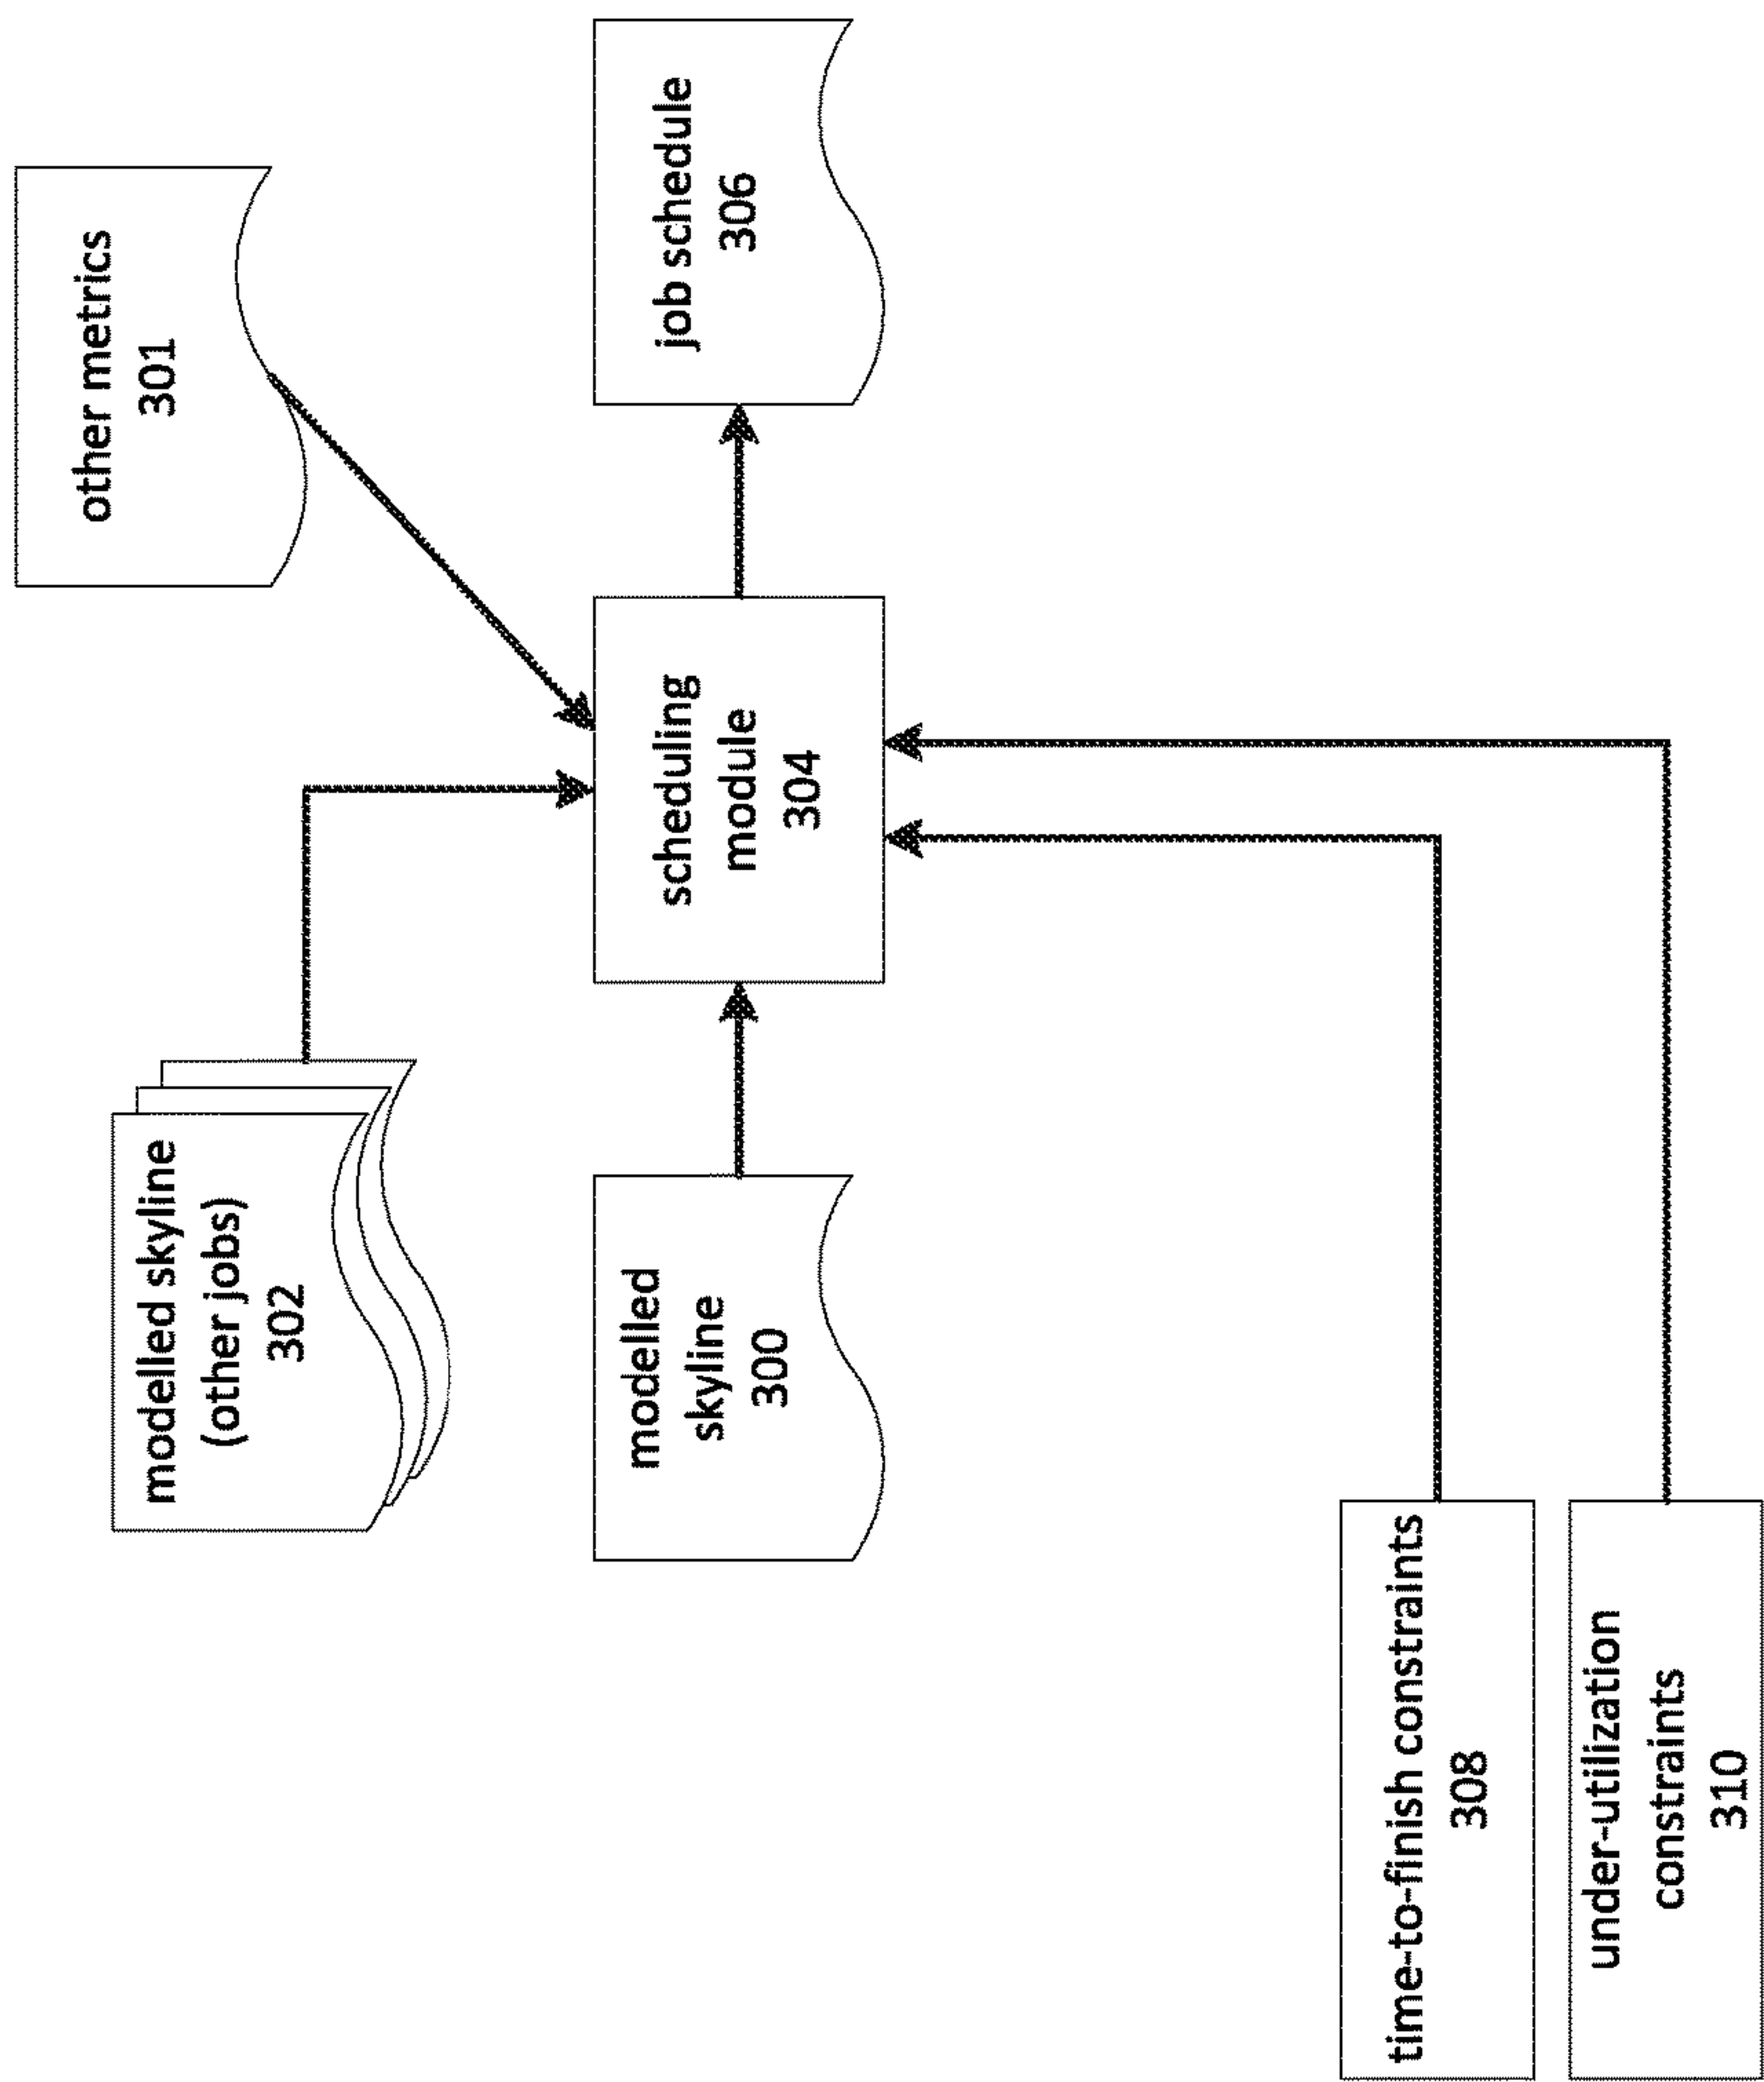 modelled skyline
(other jobs)
302
other metrics
301
modelled
skyline
300
scheduling
module
304
job schedule
306
time-to-finish constraints
308
under-utilization
constraints
310